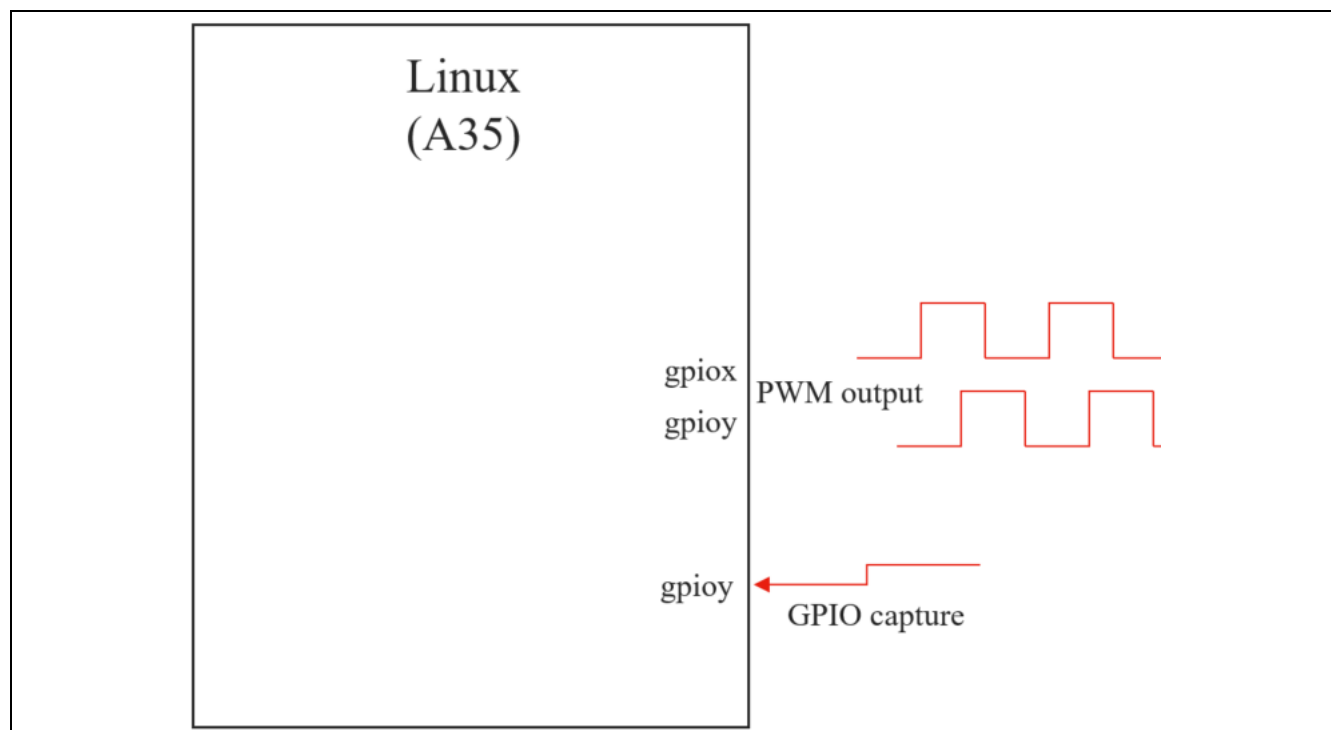 Linux
(A35)
gpiox
PWM output
gpioy
gpioy
GPIO capture